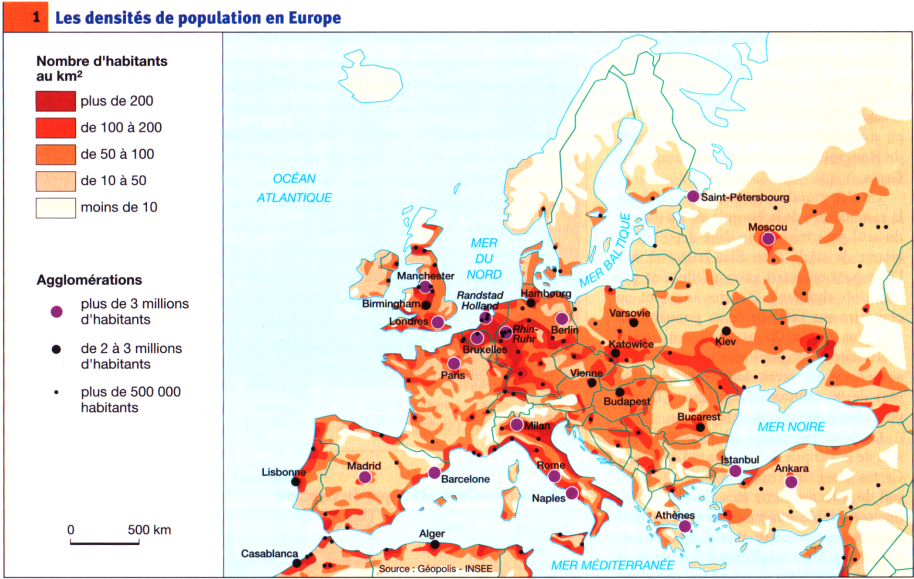 1 Les densités de population en Europe
Nombre d'habitants
au km²
plus de 200
de 100 à 200
de 50 à 100
de 10 à 50
moins de 10
Agglomérations
plus de 3 millions
d'habitants
de 2 à 3 millions
d'habitants
plus de 500 000
habitants
0 500 km
OCÉAN
ATLANTIQUE
MER
DU
NORD
MER BALTIQUE
Saint-Pétersbourg
Moscou
Manchester
Birmingham
Londres
Randstad
Holland
Hambourg
Rhin-
Ruhr
Berlin
Bruxelles
Paris
Varsovie
Katowice
Kiev
Vienne
Budapest
Bucarest
Milan
MER NOIRE
Lisbonne
Madrid
Barcelone
Rome
Naples
Istanbul
Ankara
Athènes
Alger
Casablanca
Source : Géopolis - INSEE
MER MÉDITERRANÉE